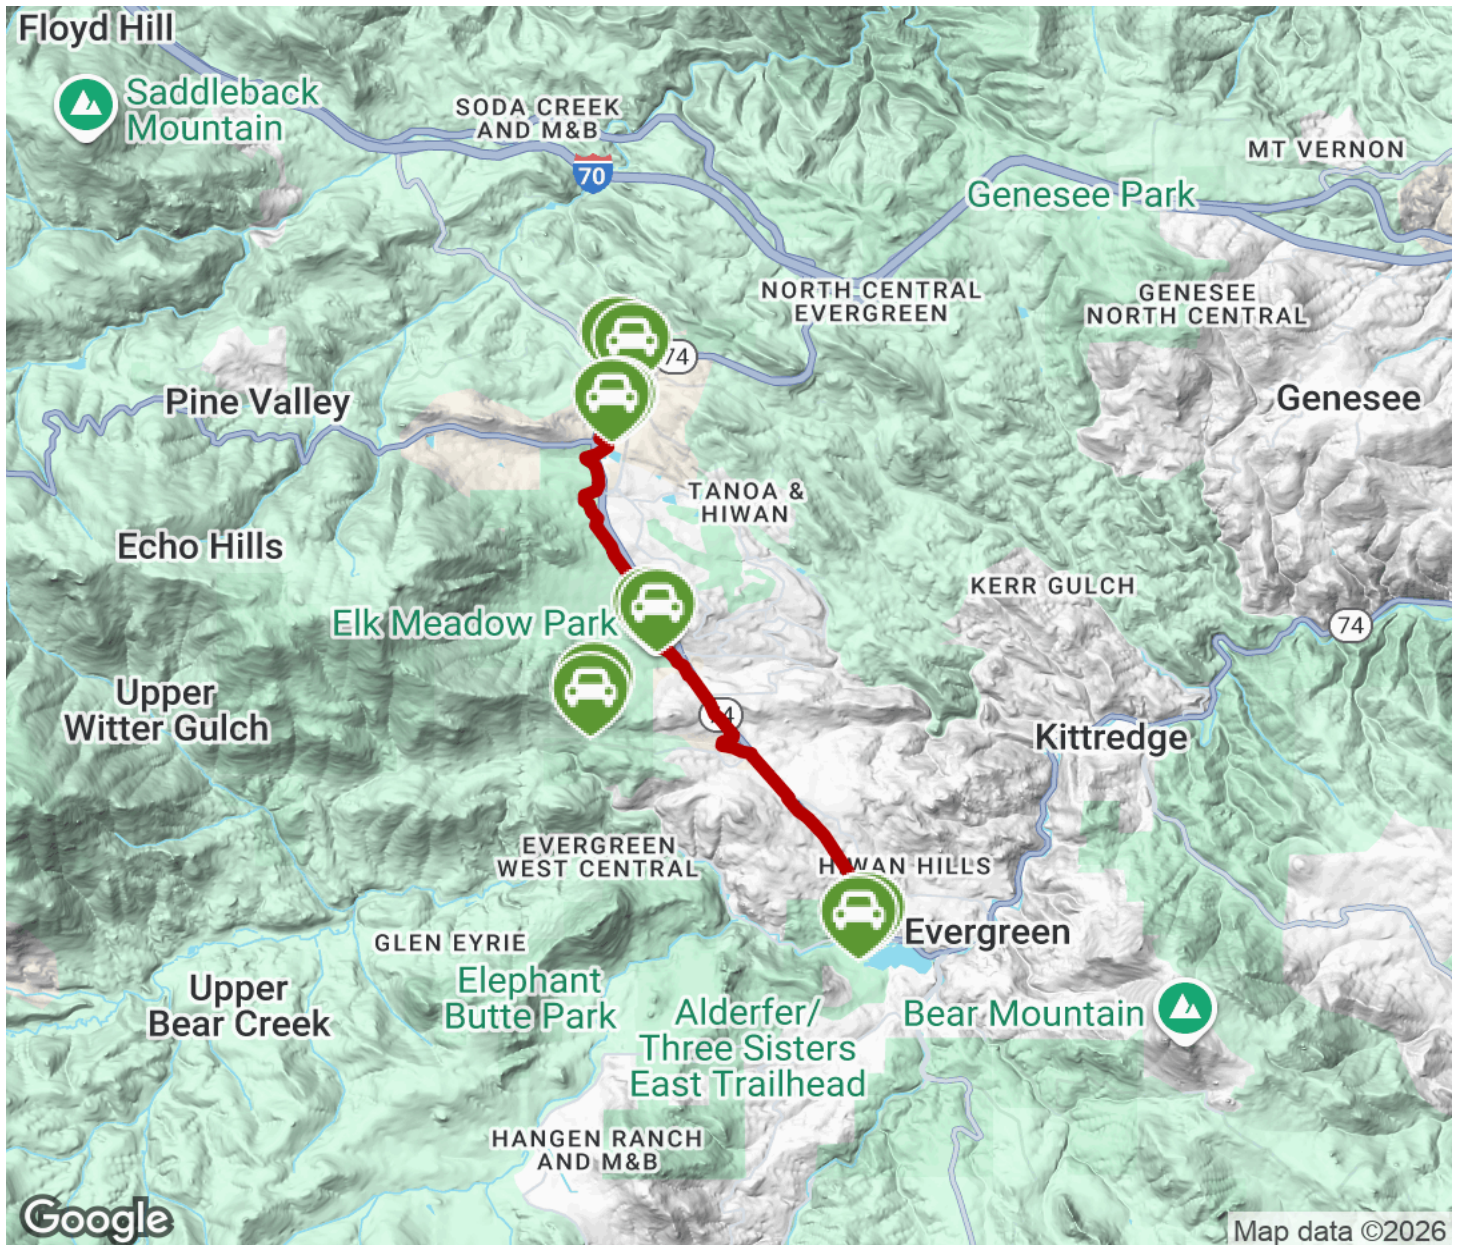 Floyd Hill
Saddleback
Mountain
SODA CREEK
AND M&B
70
MT VERNON
Genesee Park
NORTH CENTRAL
EVERGREEN
GENESEE
NORTH CENTRAL
74
Pine Valley
Genesee
TANOA &
HIWAN
Echo Hills
KERR GULCH
Elk Meadow Park
74
Upper
Witter Gulch
74
Kittredge
EVERGREEN
WEST CENTRAL
HIWAN HILLS
Evergreen
GLEN EYRIE
Elephant
Butte Park
Upper
Bear Creek
Alderfer/
Three Sisters
East Trailhead
Bear Mountain
HANGEN RANCH
AND M&B
Google
Map data ©2026